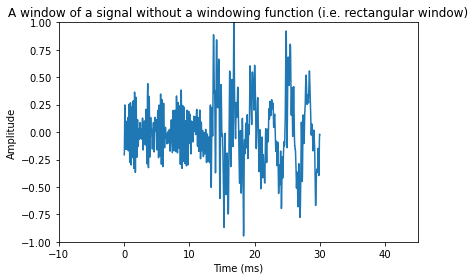 A window of a signal without a windowing function (i.e. rectangular window)
1.00
0.75
0.50
0.25
0.00
−0.25
−0.50
−0.75
−1.00
Amplitude
−10 0 10 20 30 40
Time (ms)